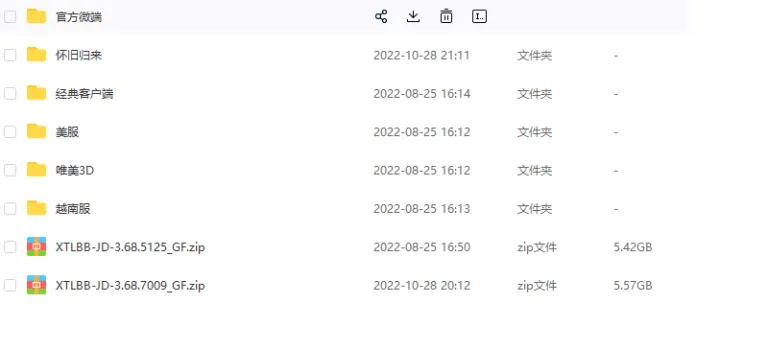 官方微端
怀旧归来 2022-10-28 21:11 文件夹 -
经典客户端 2022-08-25 16:14 文件夹 -
美服 2022-08-25 16:12 文件夹 -
唯美3D 2022-08-25 16:12 文件夹 -
越南服 2022-08-25 16:13 文件夹 -
XTLBB-JD-3.68.5125_GF.zip 2022-08-25 16:50 zip文件 5.42GB
XTLBB-JD-3.68.7009_GF.zip 2022-10-28 20:12 zip文件 5.57GB